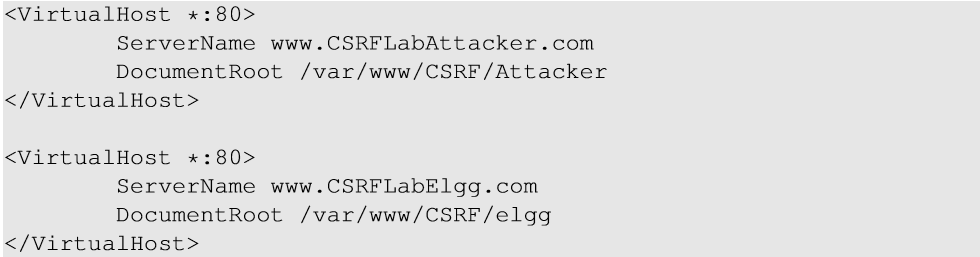 <VirtualHost *:80>
        ServerName www.CSRFLabAttacker.com
        DocumentRoot /var/www/CSRF/Attacker
</VirtualHost>

<VirtualHost *:80>
        ServerName www.CSRFLabElgg.com
        DocumentRoot /var/www/CSRF/elgg
</VirtualHost>